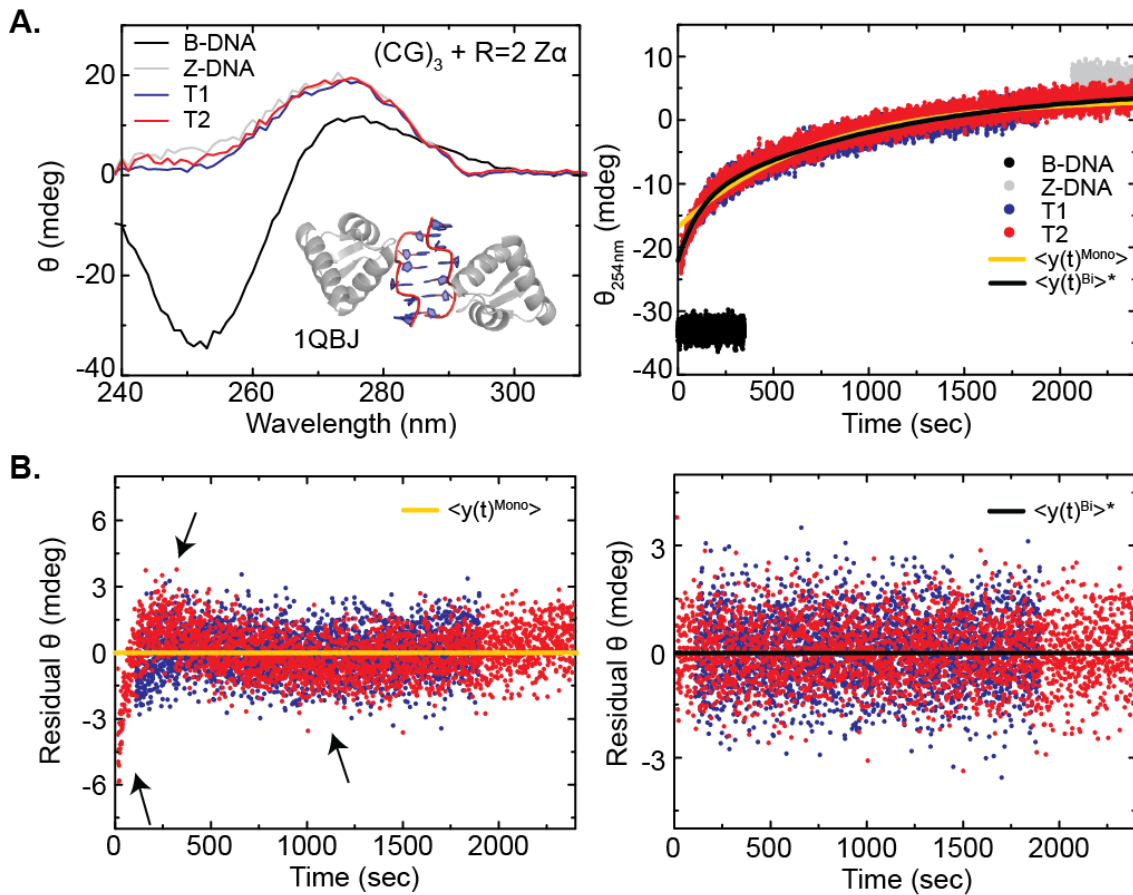 A.
B-DNA
Z-DNA
T1
T2
(CG)3 + R=2 Zα
1QBJ
20
0
-20
-40
θ (mdeg)
240 260 280 300
Wavelength (nm)
10
0
-10
-20
-30
-40
θ254nm (mdeg)
B-DNA
Z-DNA
T1
T2
<y(t)Mono>
<y(t)Bi>*
0 500 1000 1500 2000
Time (sec)
B.
<y(t)Mono>
6
3
0
-3
-6
Residual θ (mdeg)
0 500 1000 1500 2000
Time (sec)
<y(t)Bi>*
3
0
-3
Residual θ (mdeg)
0 500 1000 1500 2000
Time (sec)